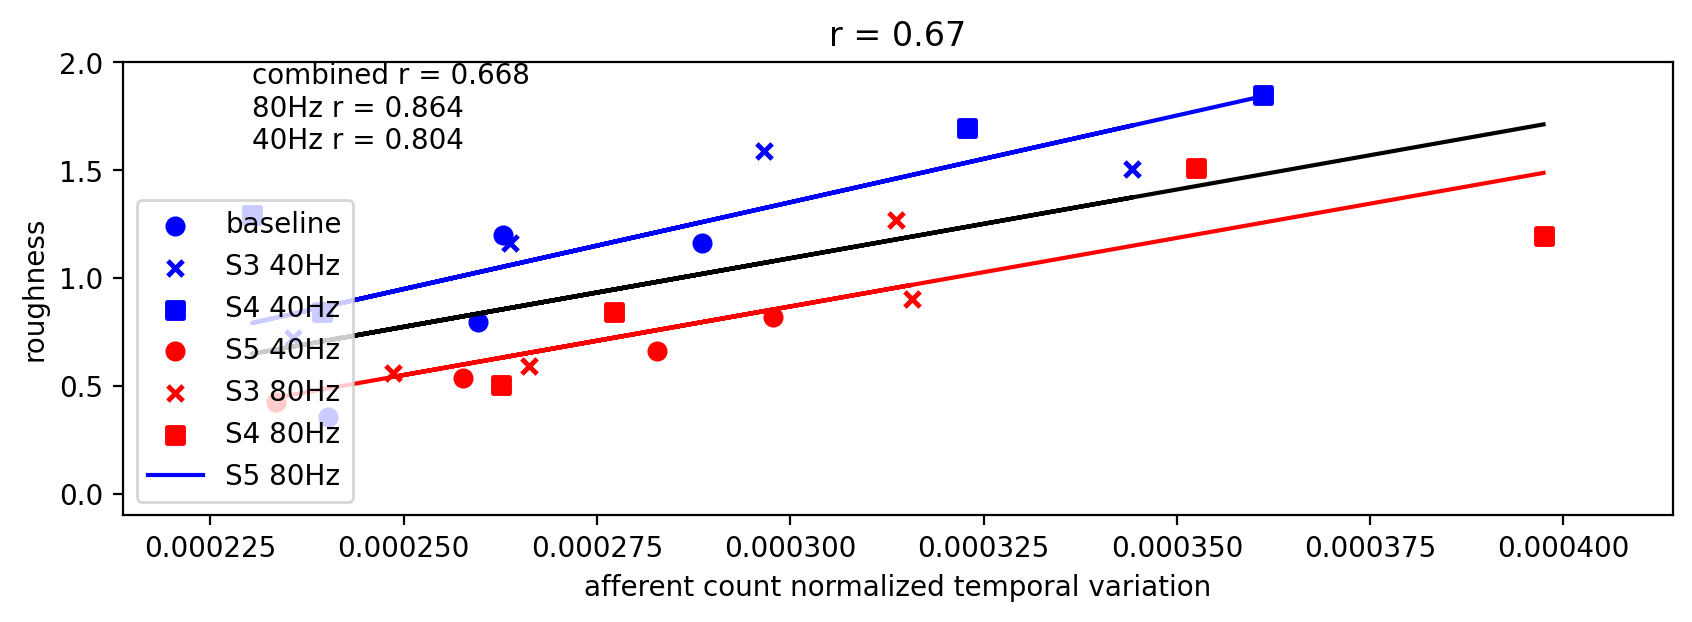 r = 0.67
combined r = 0.668
80Hz r = 0.864
40Hz r = 0.804
2.0
1.5
1.0
0.5
0.0
roughness
baseline
S3 40Hz
S4 40Hz
S5 40Hz
S3 80Hz
S4 80Hz
S5 80Hz
0.000225 0.000250 0.000275 0.000300 0.000325 0.000350 0.000375 0.000400
afferent count normalized temporal variation